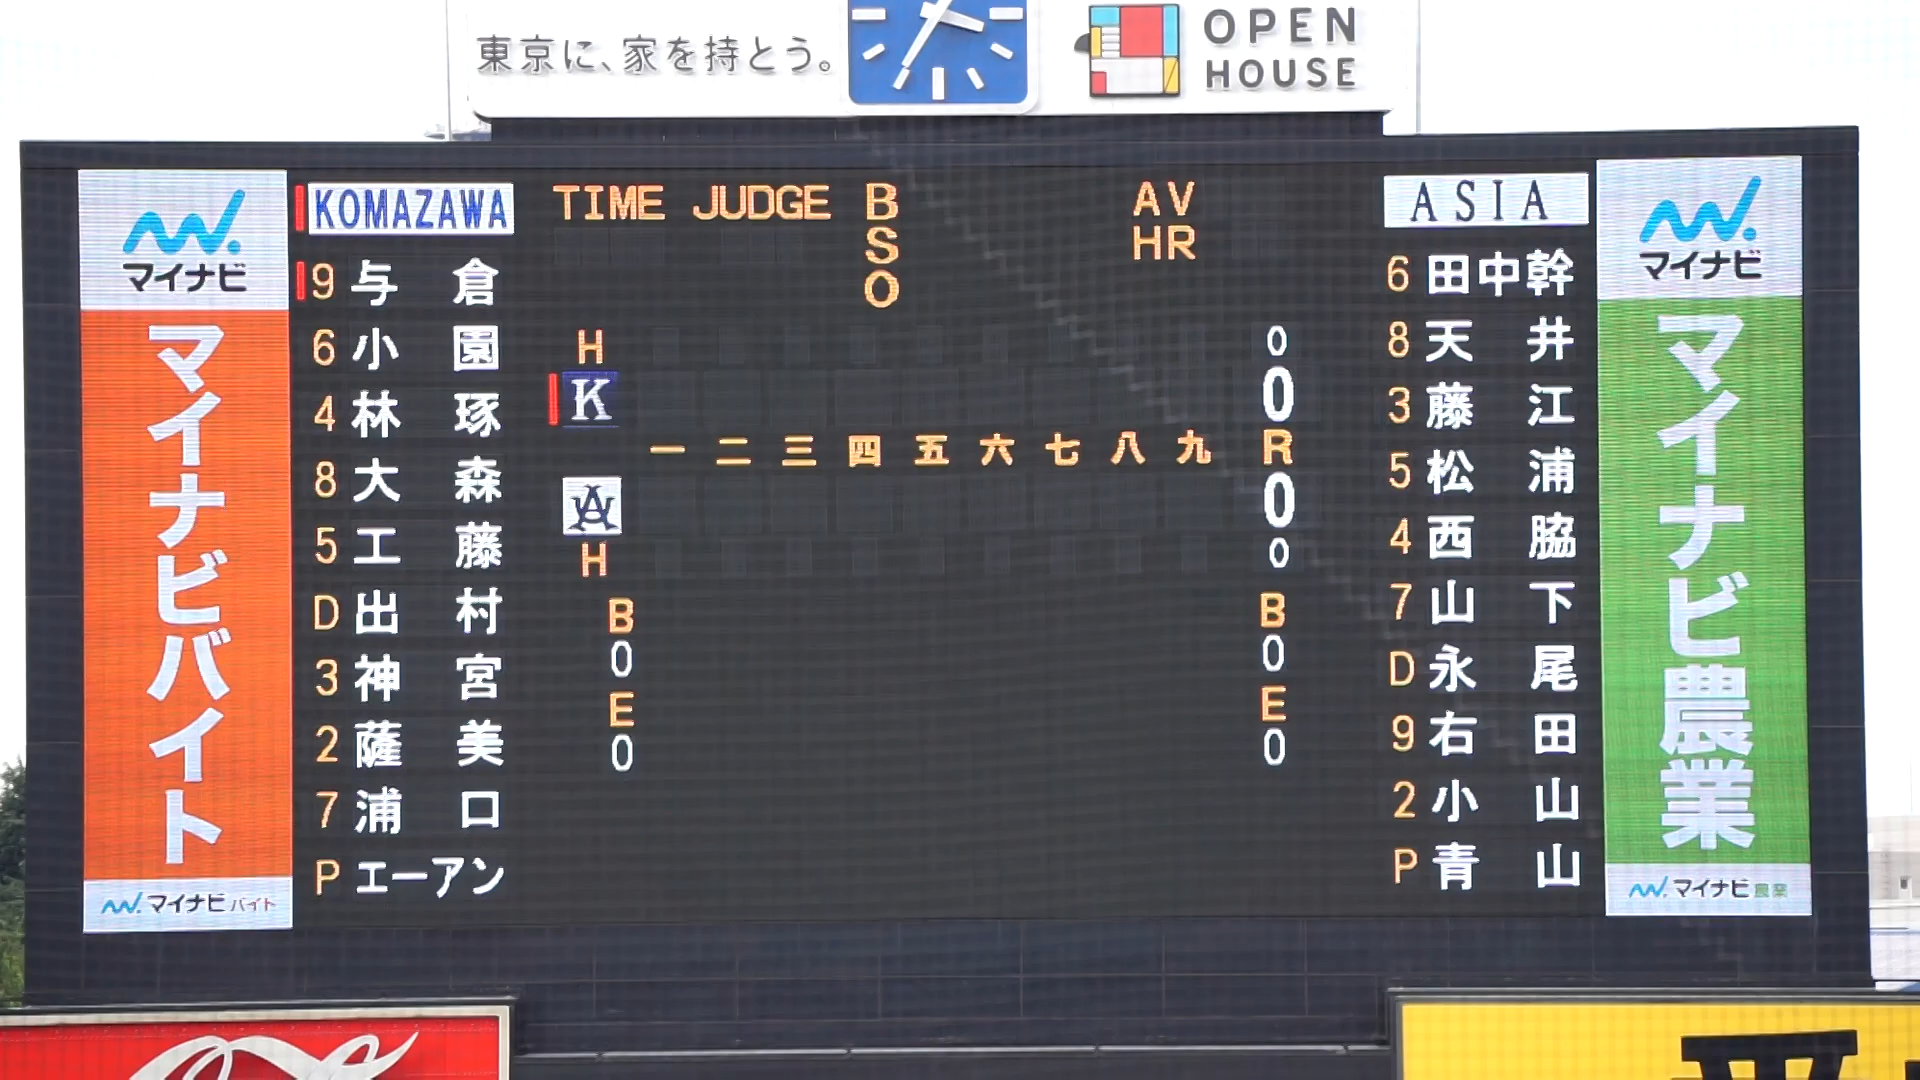 東京に、家を持とう。
OPEN
HOUSE
マイナビ
マイナビバイト
マイナビバイト
KOMAZAWA
9 与倉
6 小園
4 林琢
8 大森
5 工藤
D 出村
3 神宮
2 薩美
7 浦口
P エーアン
TIME JUDGE B
S
O
AV
HR
H 0
K 0
一 二 三 四 五 六 七 八 九 R
A 0
H 0
B B
0 0
E E
0 0
ASIA
6 田中幹
8 天井
3 藤江
5 松浦
4 西脇
7 山下
D 永尾
9 右田
2 小山
P 青山
マイナビ
マイナビ農業
マイナビ農業